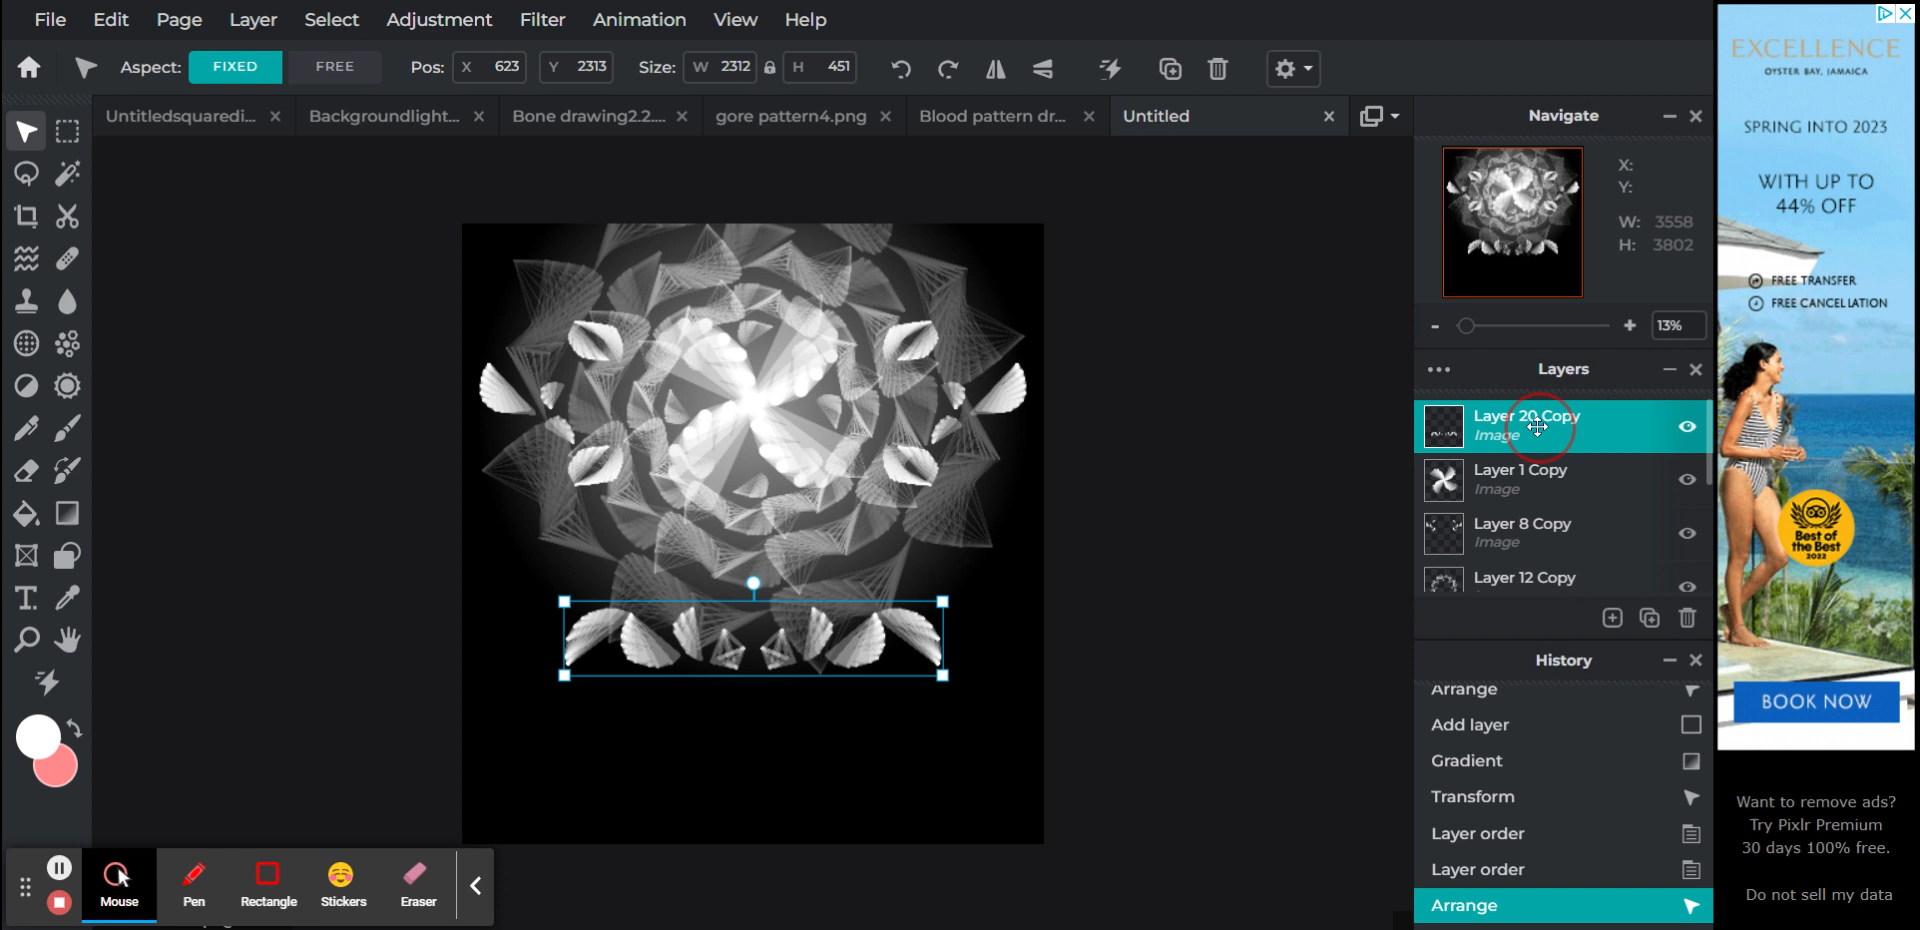 File Edit Page Layer Select Adjustment Filter Animation View Help
Aspect: FIXED FREE Pos: X 623 Y 2313 Size: W 2312 H 451
Untitledsquaredi... Backgroundlight... Bone drawing2.2.... gore pattern4.png Blood pattern dr... Untitled
Navigate
X:
Y:
W: 3558
H: 3802
13%
Layers
Layer 20 Copy
Image
Layer 1 Copy
Image
Layer 8 Copy
Image
Layer 12 Copy
History
Arrange
Add layer
Gradient
Transform
Layer order
Layer order
Arrange
Mouse Pen Rectangle Stickers Eraser
EXCELLENCE
OYSTER BAY, JAMAICA
SPRING INTO 2023
WITH UP TO
44% OFF
FREE TRANSFER
FREE CANCELLATION
Best of
the Best
2022
BOOK NOW
Want to remove ads?
Try Pixlr Premium
30 days 100% free.
Do not sell my data